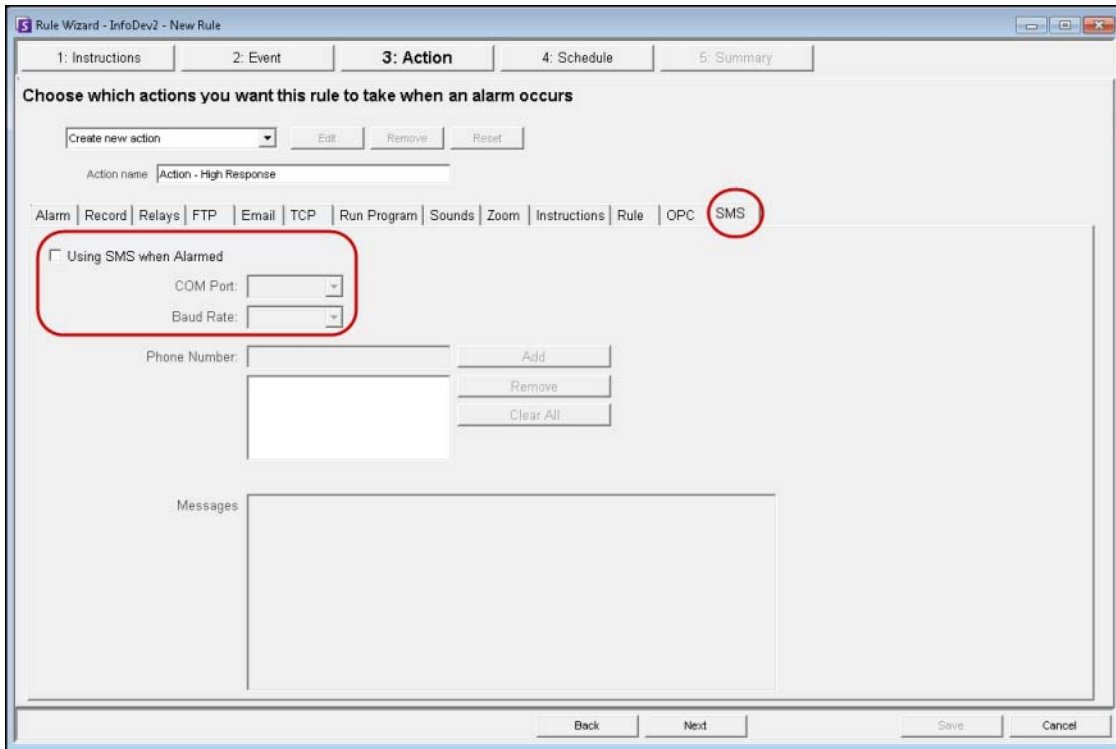 Rule Wizard - InfoDev2 - New Rule
1: Instructions 2: Event 3: Action 4: Schedule 5: Summary
Choose which actions you want this rule to take when an alarm occurs
Create new action Edit Remove Reset
Action name Action - High Response
Alarm Record Relays FTP Email TCP Run Program Sounds Zoom Instructions Rule OPC SMS
Using SMS when Alarmed
COM Port:
Baud Rate:
Phone Number: Add
Remove
Clear All
Messages
Back Next Save Cancel